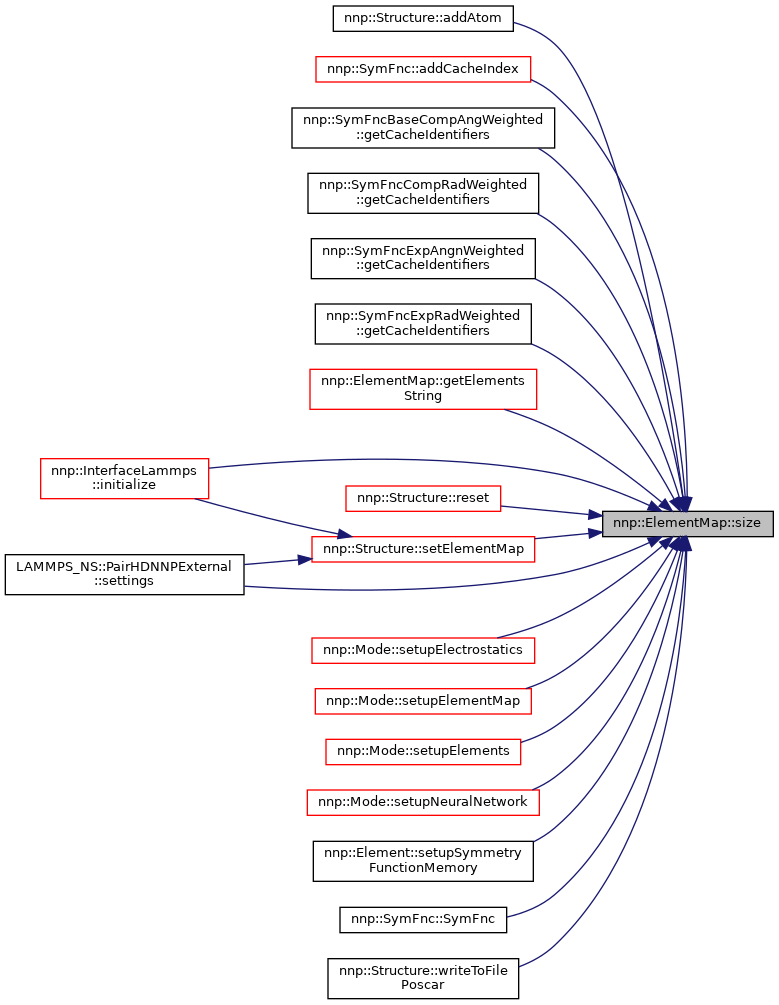 nnp::Structure::addAtom
nnp::SymFnc::addCacheIndex
nnp::SymFncBaseCompAngWeighted
::getCacheIdentifiers
nnp::SymFncCompRadWeighted
::getCacheIdentifiers
nnp::SymFncExpAngnWeighted
::getCacheIdentifiers
nnp::SymFncExpRadWeighted
::getCacheIdentifiers
nnp::ElementMap::getElements
String
nnp::InterfaceLammps
::initialize
nnp::Structure::reset
nnp::ElementMap::size
nnp::Structure::setElementMap
LAMMPS_NS::PairHDNNPExternal
::settings
nnp::Mode::setupElectrostatics
nnp::Mode::setupElementMap
nnp::Mode::setupElements
nnp::Mode::setupNeuralNetwork
nnp::Element::setupSymmetry
FunctionMemory
nnp::SymFnc::SymFnc
nnp::Structure::writeToFile
Poscar